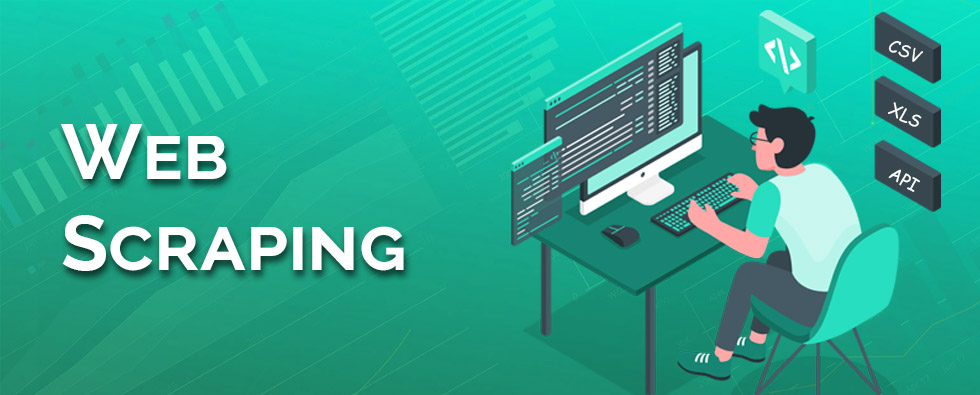 Web
Scraping
</>
CSV
XLS
API